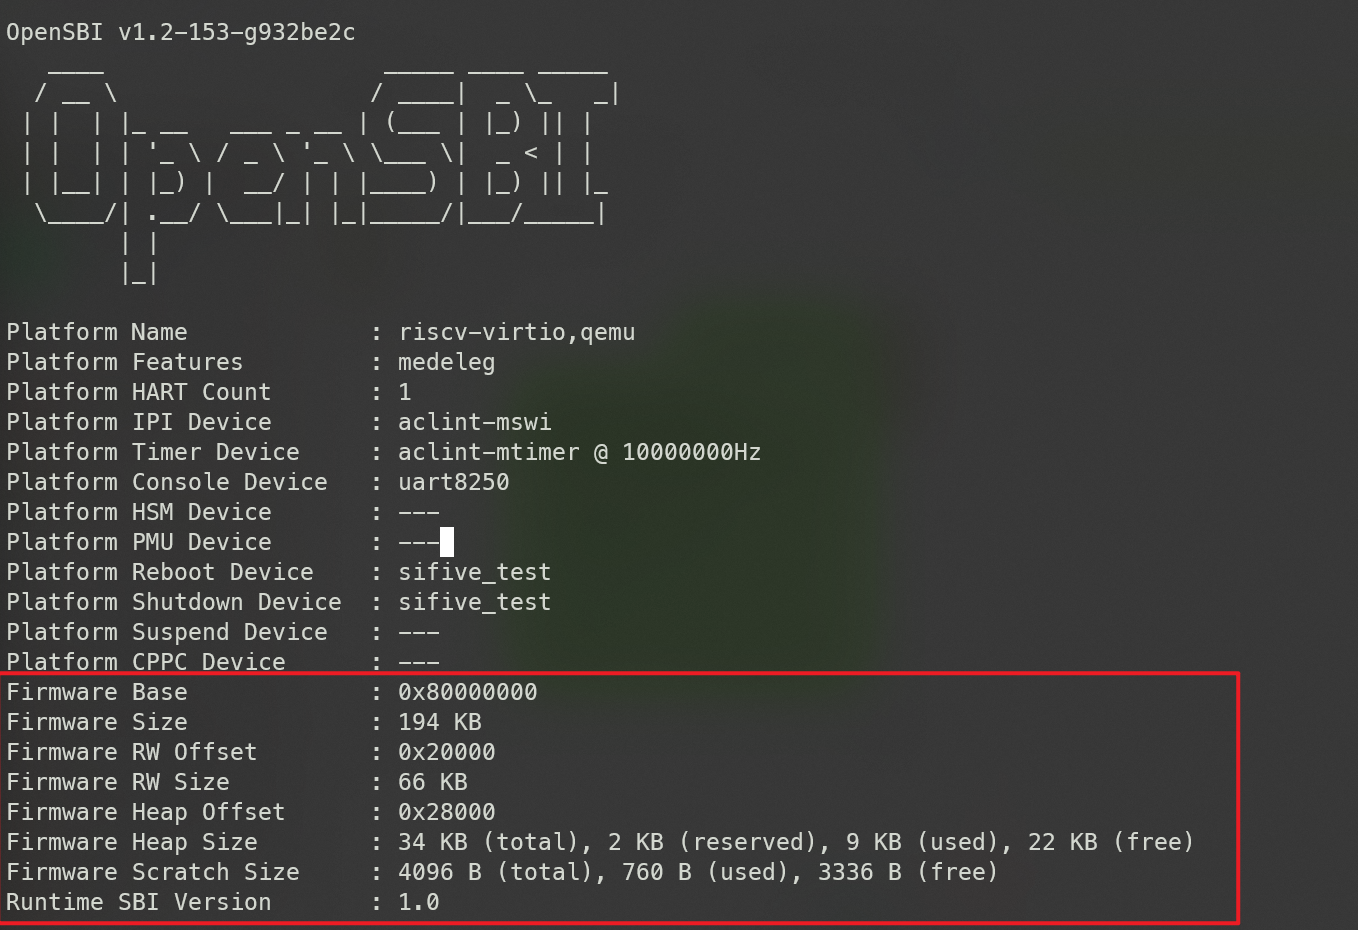 OpenSBI v1.2-153-g932be2c
   ____                    _____ ____ _____
  / __ \                  / ____|  _ \_   _|
 | |  | |_ __   ___ _ __ | (___ | |_) || |
 | |  | | '_ \ / _ \ '_ \ \___ \|  _ < | |
 | |__| | |_) |  __/ | | |____) | |_) || |_
  \____/| .__/ \___|_| |_|_____/|___/_____|
        | |
        |_|
Platform Name             : riscv-virtio,qemu
Platform Features         : medeleg
Platform HART Count       : 1
Platform IPI Device       : aclint-mswi
Platform Timer Device     : aclint-mtimer @ 10000000Hz
Platform Console Device   : uart8250
Platform HSM Device       : ---
Platform PMU Device       : ---
Platform Reboot Device    : sifive_test
Platform Shutdown Device  : sifive_test
Platform Suspend Device   : ---
Platform CPPC Device      : ---
Firmware Base             : 0x80000000
Firmware Size             : 194 KB
Firmware RW Offset        : 0x20000
Firmware RW Size          : 66 KB
Firmware Heap Offset      : 0x28000
Firmware Heap Size        : 34 KB (total), 2 KB (reserved), 9 KB (used), 22 KB (free)
Firmware Scratch Size     : 4096 B (total), 760 B (used), 3336 B (free)
Runtime SBI Version       : 1.0